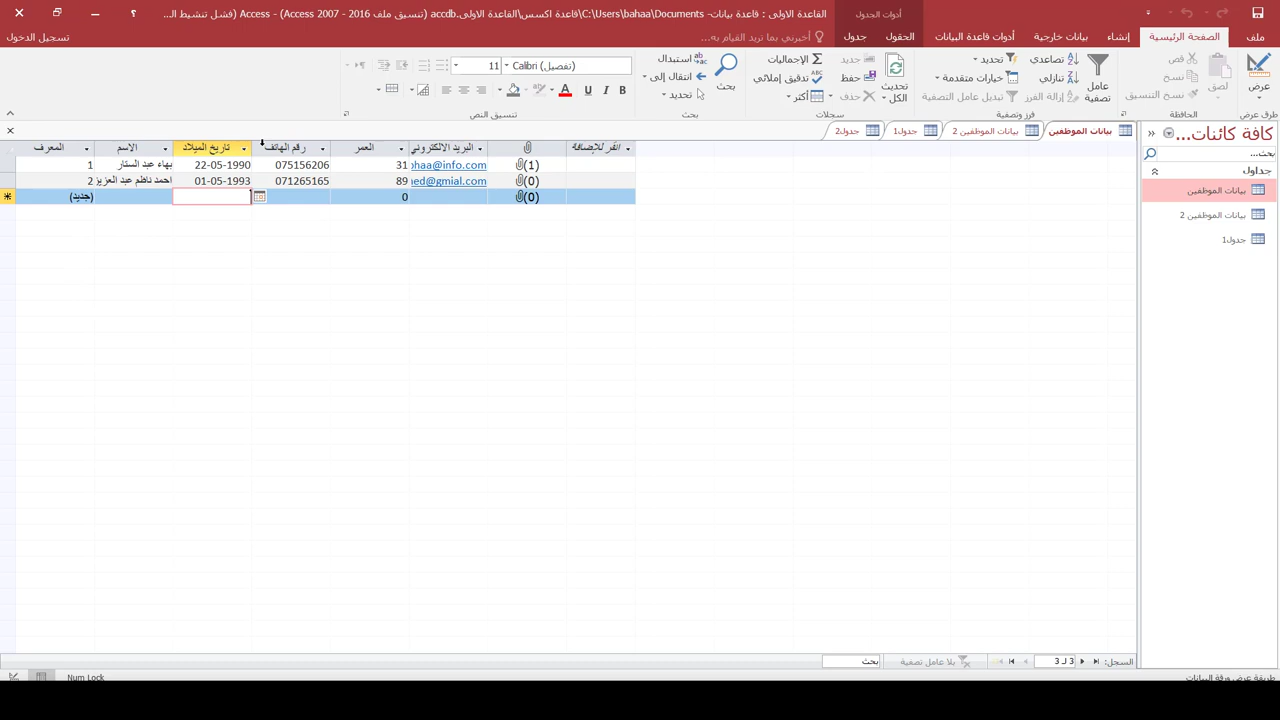 القاعدة الاولى : قاعدة بيانات- C:\Users\bahaa\Documents\قاعدة اكسس\القاعدة الاولى.accdb (تنسيق ملف Access 2007 - 2016) - Access (فشل تنشيط ال...
أدوات الجدول
ملف
الصفحة الرئيسية
إنشاء
بيانات خارجية
أدوات قاعدة البيانات
الحقول
جدول
أخبرني بما تريد القيام به...
تسجيل الدخول
عرض
طرق عرض
لصق
قص
نسخ
نسخ التنسيق
الحافظة
عامل تصفية
تصاعدي
تنازلي
إزالة الفرز
تحديد
خيارات متقدمة
تبديل عامل التصفية
فرز وتصفية
تحديث الكل
جديد
حفظ
حذف
الإجماليات
تدقيق إملائي
أكثر
سجلات
بحث
استبدال
انتقال إلى
تحديد
بحث
Calibri (تفصيل)
11
B I U A
تنسيق النص
كافة كائنات...
بحث...
جداول
بيانات الموظفين
بيانات الموظفين 2
جدول1
بيانات الموظفين
بيانات الموظفين 2
جدول1
جدول2
المعرف الاسم تاريخ الميلاد رقم الهاتف العمر البريد الالكتروني انقر للإضافة
1 بهاء عبد الستار 22-05-1990 075156206 31 ohaa@info.com (1)
2 احمد ناظم عبد العزيز 01-05-1993 071265165 89 ned@gmial.com (0)
(جديد) 0 (0)
السجل: 3 لـ 3
بلا عامل تصفية
بحث
طريقة عرض ورقة البيانات
Num Lock